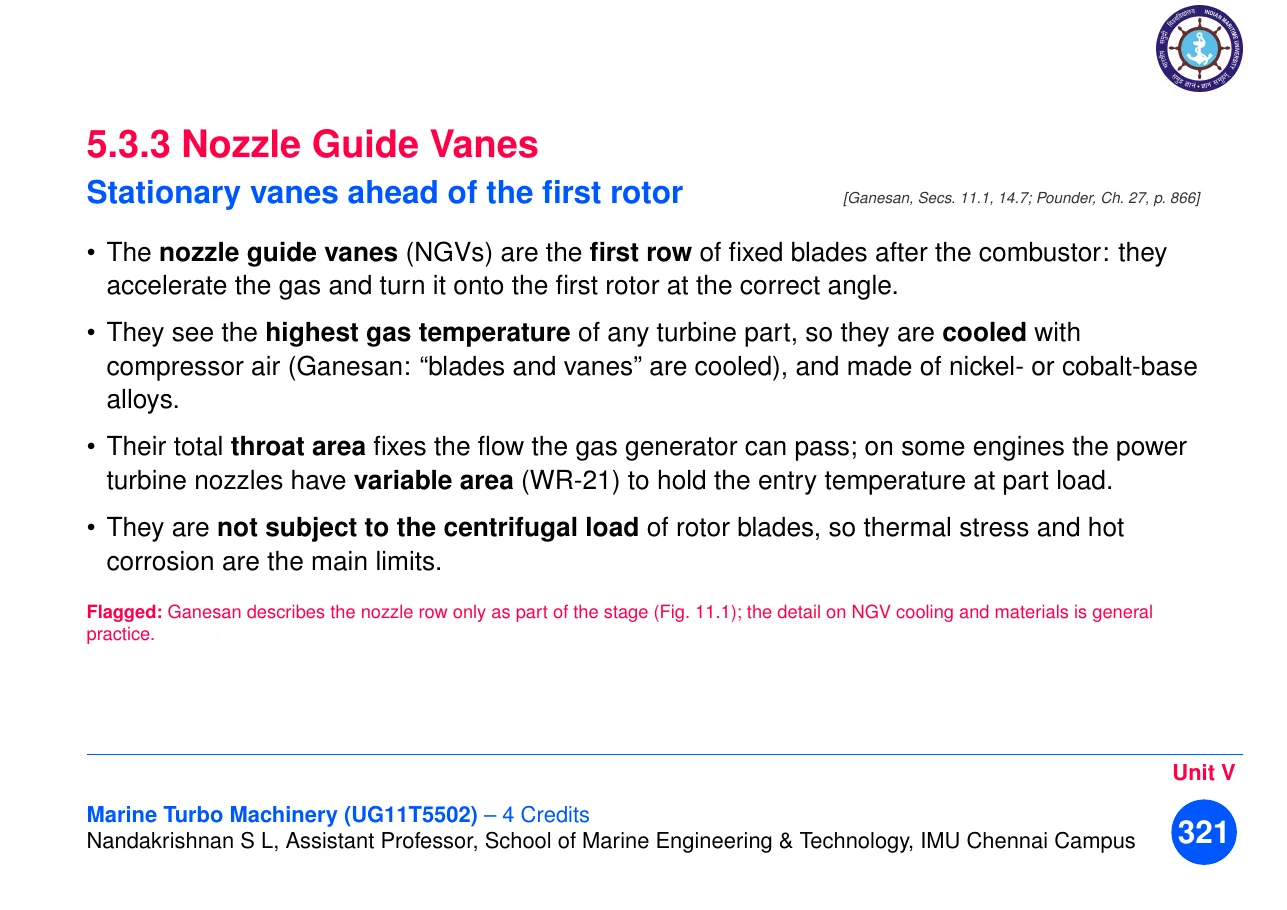 INDIAN MARITIME UNIVERSITY
5.3.3 Nozzle Guide Vanes
Stationary vanes ahead of the first rotor
[Ganesan, Secs. 11.1, 14.7; Pounder, Ch. 27, p. 866]
• The nozzle guide vanes (NGVs) are the first row of fixed blades after the combustor: they
accelerate the gas and turn it onto the first rotor at the correct angle.
• They see the highest gas temperature of any turbine part, so they are cooled with
compressor air (Ganesan: “blades and vanes” are cooled), and made of nickel- or cobalt-base
alloys.
• Their total throat area fixes the flow the gas generator can pass; on some engines the power
turbine nozzles have variable area (WR-21) to hold the entry temperature at part load.
• They are not subject to the centrifugal load of rotor blades, so thermal stress and hot
corrosion are the main limits.
Flagged: Ganesan describes the nozzle row only as part of the stage (Fig. 11.1); the detail on NGV cooling and materials is general
practice.
Unit V
Marine Turbo Machinery (UG11T5502) – 4 Credits
Nandakrishnan S L, Assistant Professor, School of Marine Engineering & Technology, IMU Chennai Campus
321